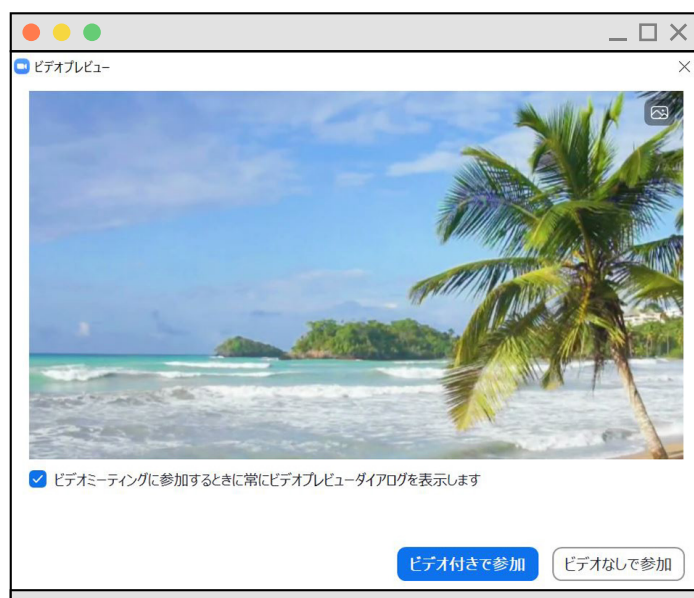 ビデオプレビュー
ビデオミーティングに参加するときに常にビデオプレビューダイアログを表示します
ビデオ付きで参加
ビデオなしで参加